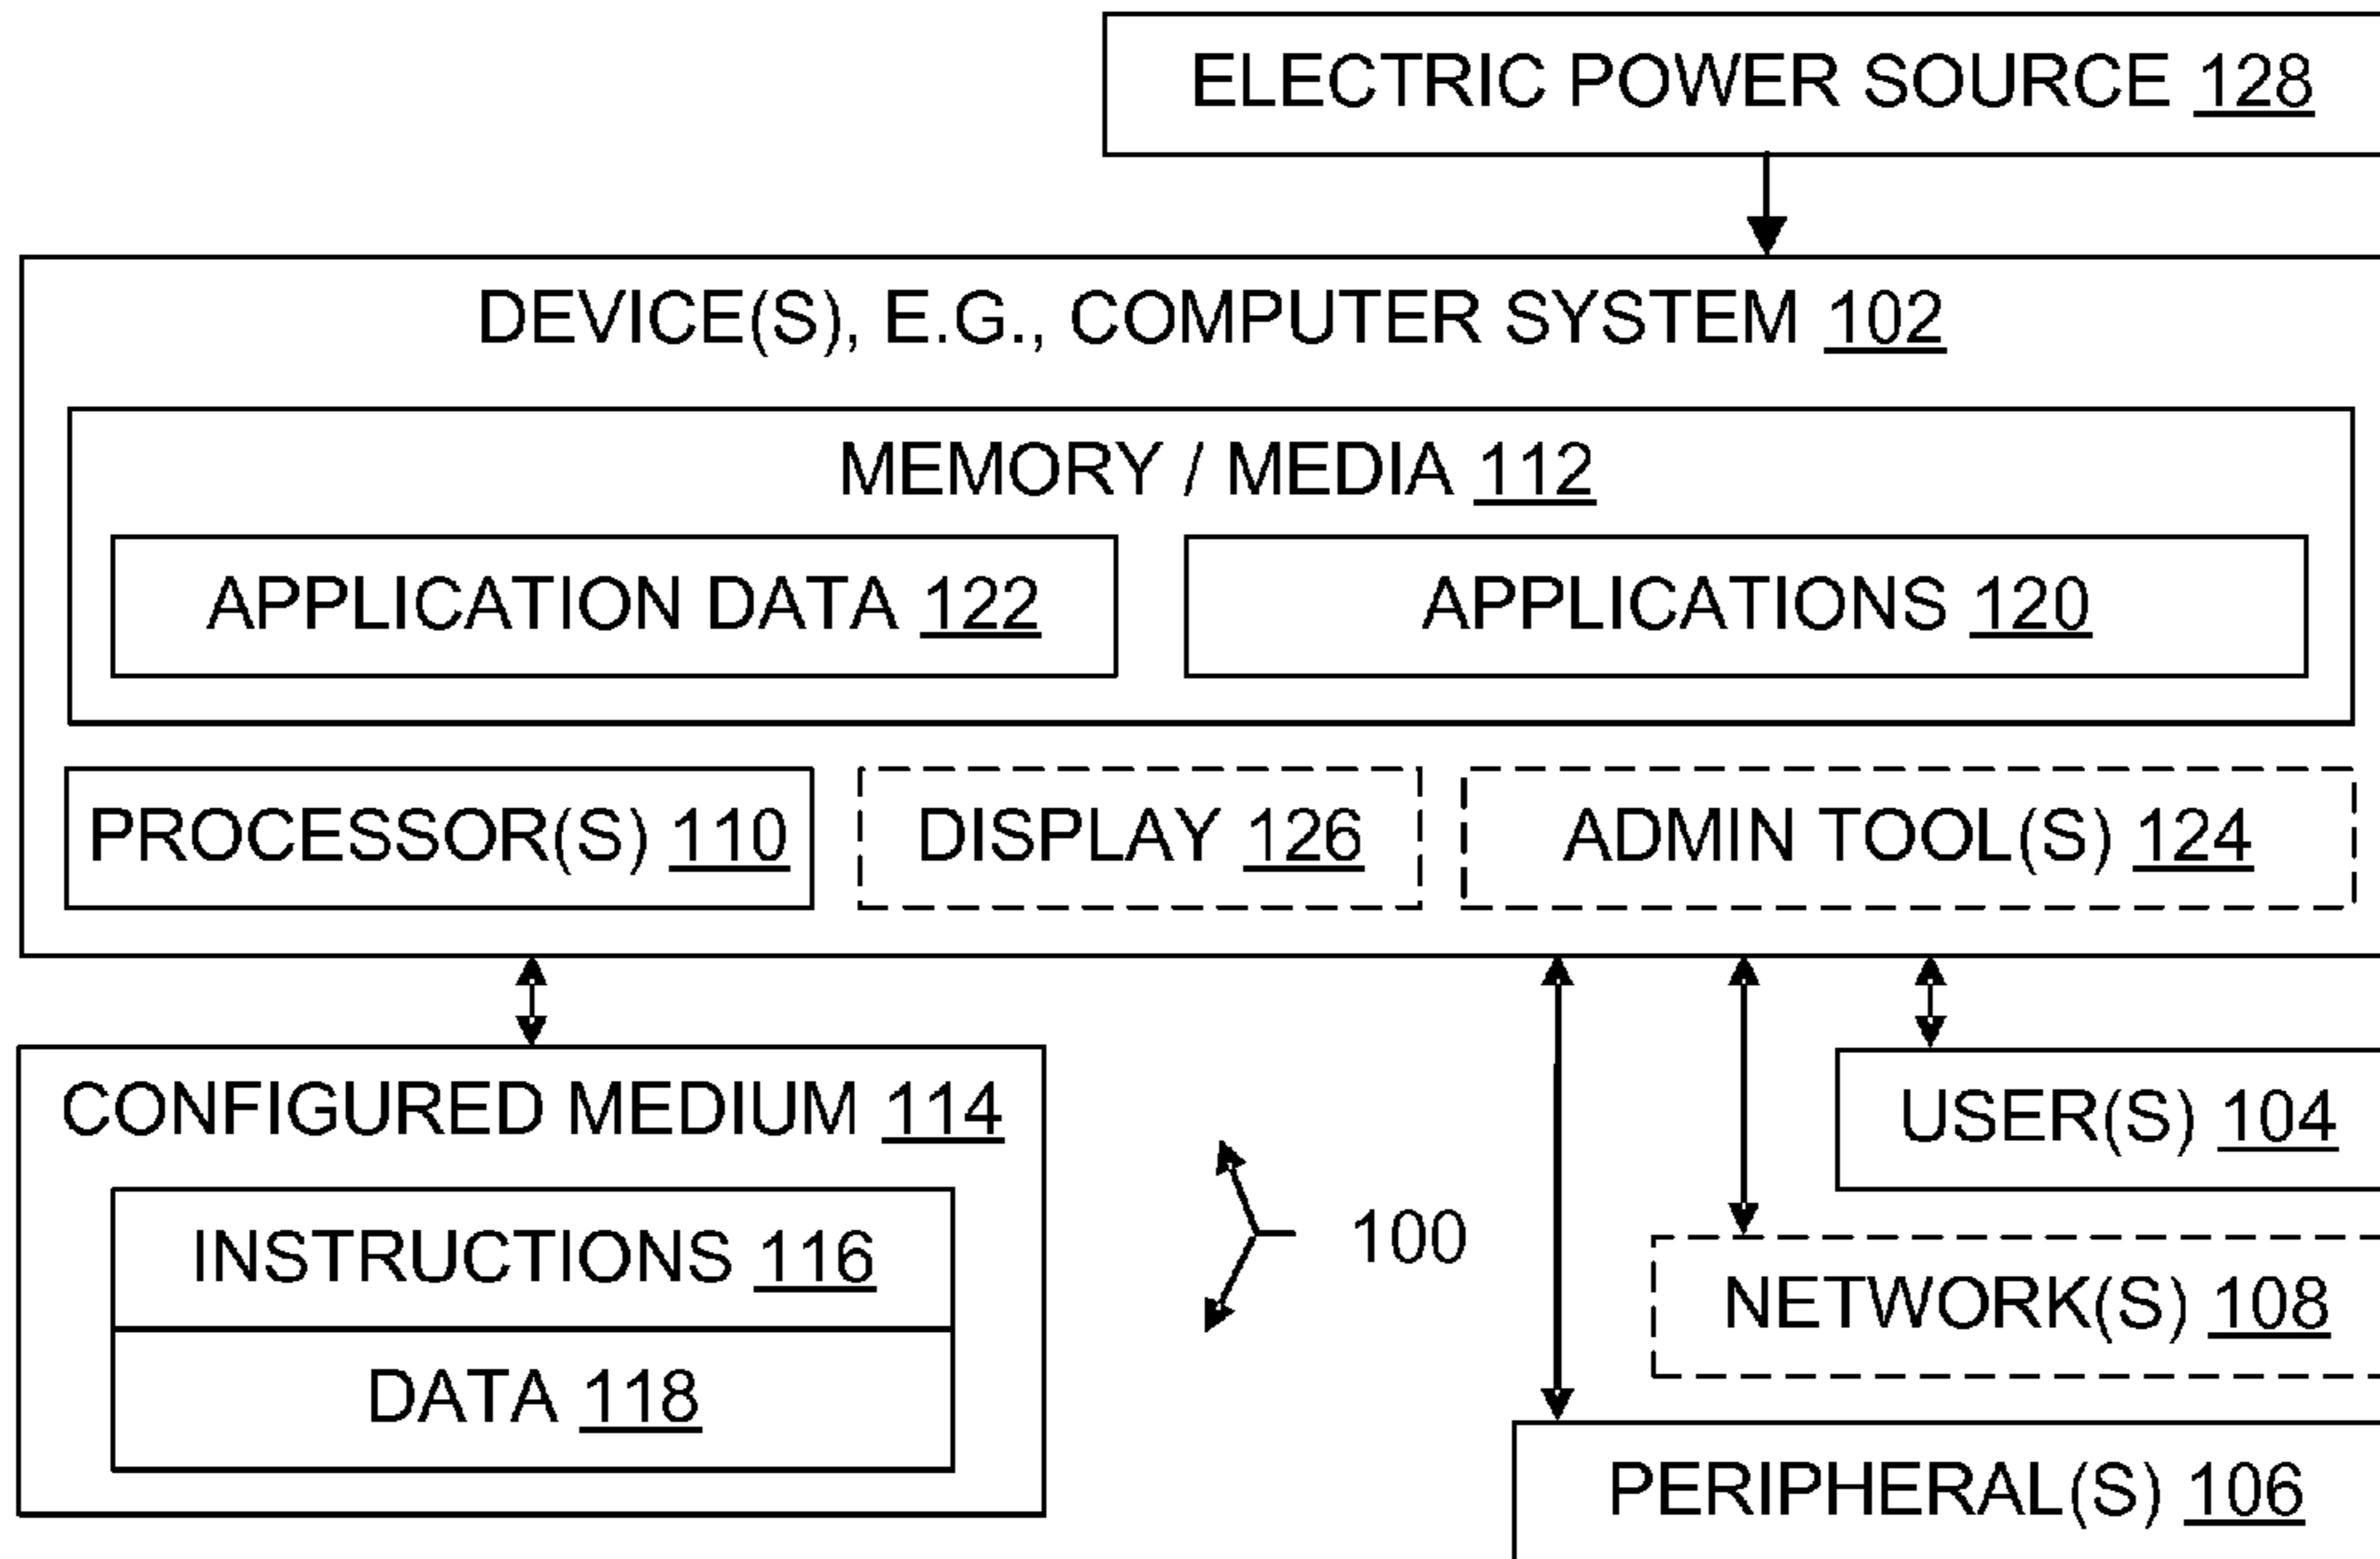 ELECTRIC POWER SOURCE 128
DEVICE(S), E.G., COMPUTER SYSTEM 102
MEMORY / MEDIA 112
APPLICATION DATA 122
APPLICATIONS 120
PROCESSOR(S) 110
DISPLAY 126
ADMIN TOOL(S) 124
CONFIGURED MEDIUM 114
INSTRUCTIONS 116
DATA 118
100
USER(S) 104
NETWORK(S) 108
PERIPHERAL(S) 106